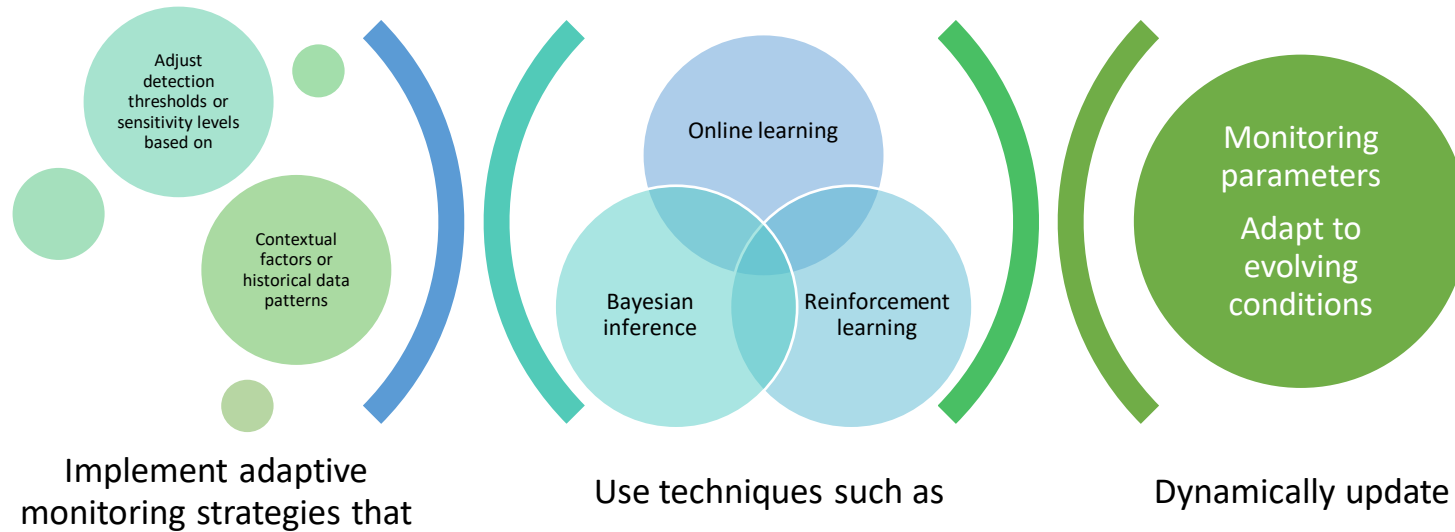 Adjust
detection
thresholds or
sensitivity levels
based on
Contextual
factors or
historical data
patterns
Implement adaptive
monitoring strategies that
Online learning
Bayesian
inference
Reinforcement
learning
Use techniques such as
Monitoring
parameters
Adapt to
evolving
conditions
Dynamically update